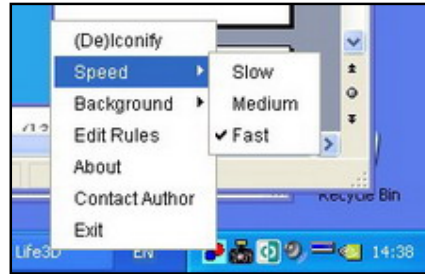 (De)Iconify
Speed
Background
Edit Rules
About
Contact Author
Exit
Slow
Medium
Fast
Recycle Bin
Life3D
EN
14:38